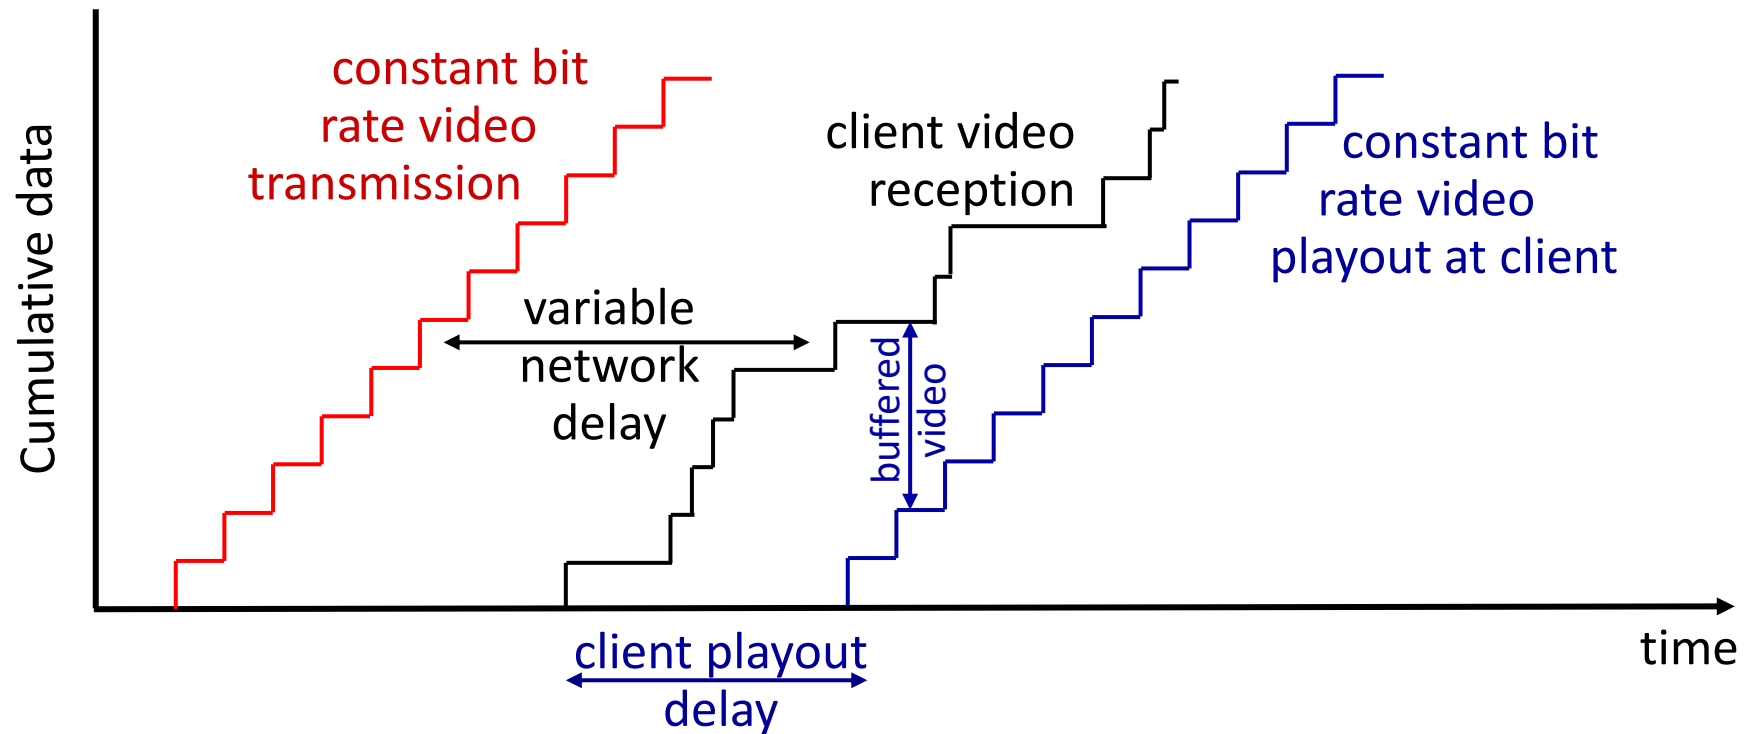 constant bit
rate video
transmission
client video
reception
constant bit
rate video
playout at client
Cumulative data
variable
network
delay
buffered
video
time
client playout
delay